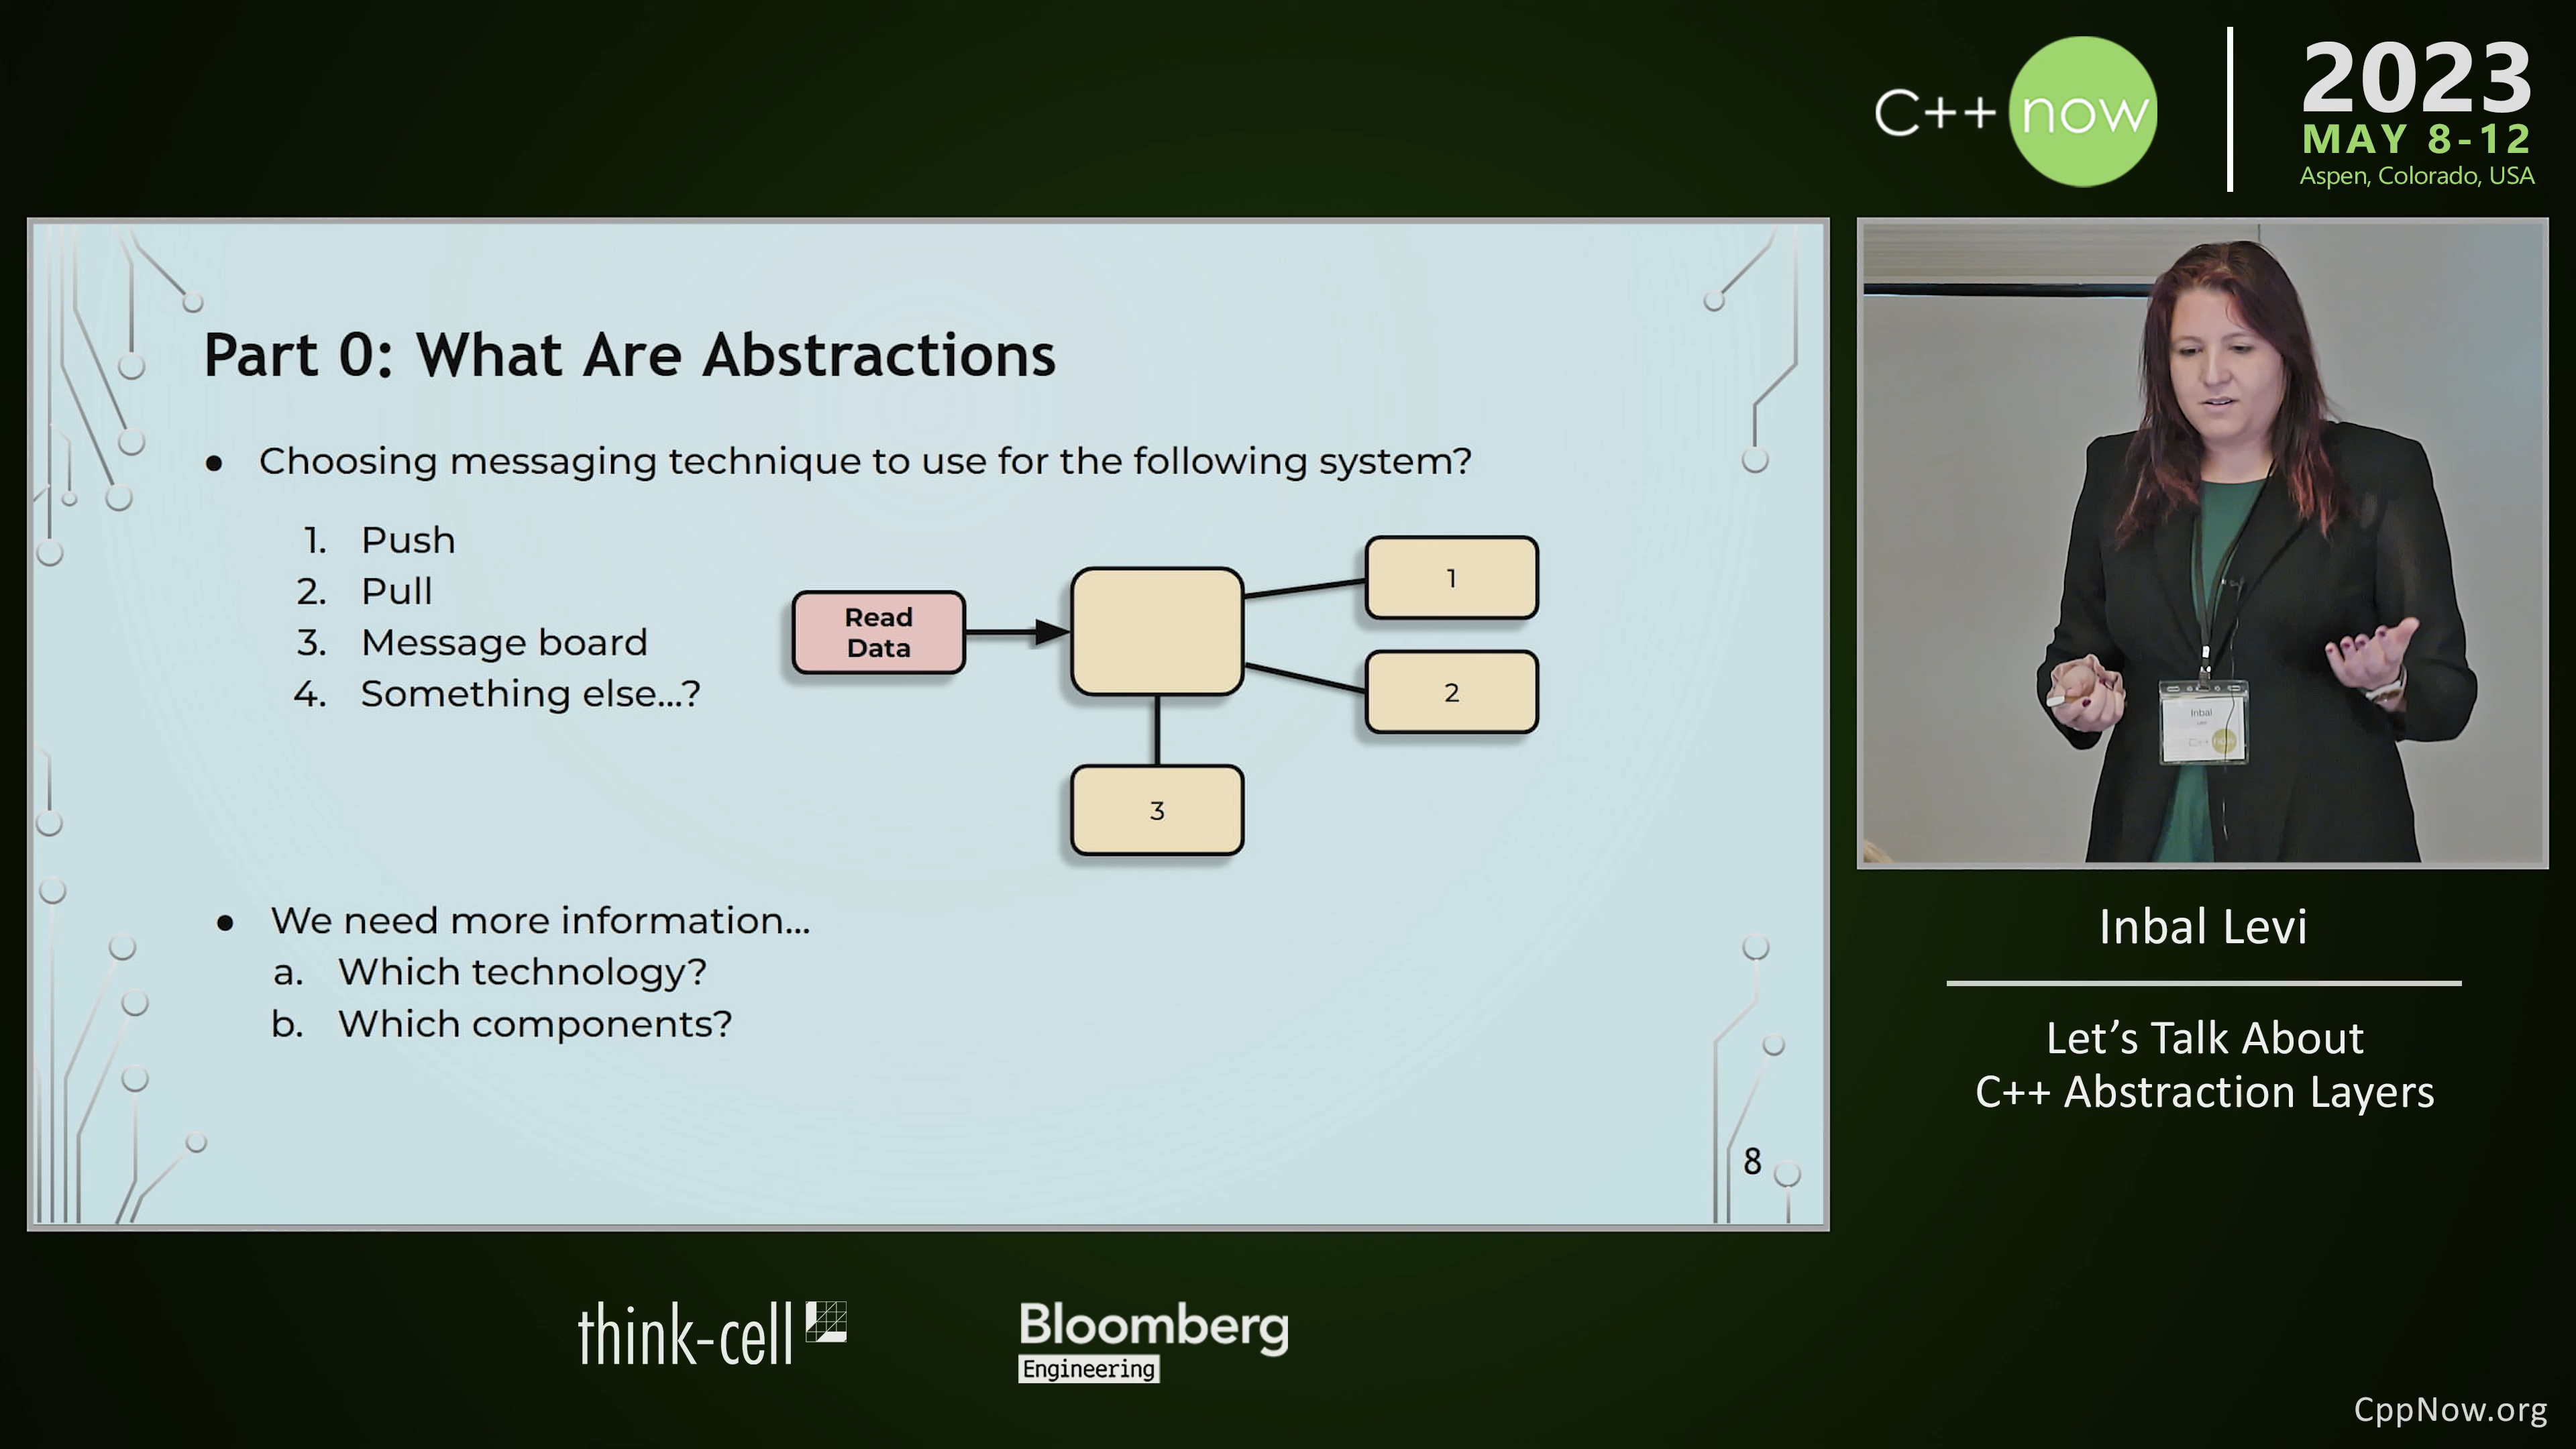 C++ now
2023
MAY 8-12
Aspen, Colorado, USA
Part 0: What Are Abstractions
● Choosing messaging technique to use for the following system?
1. Push
2. Pull
3. Message board
4. Something else...?
Read
Data
1
2
3
● We need more information...
a. Which technology?
b. Which components?
8
Inbal
Levi
C++ now
Inbal Levi
Let's Talk About
C++ Abstraction Layers
think-cell
Bloomberg
Engineering
CppNow.org